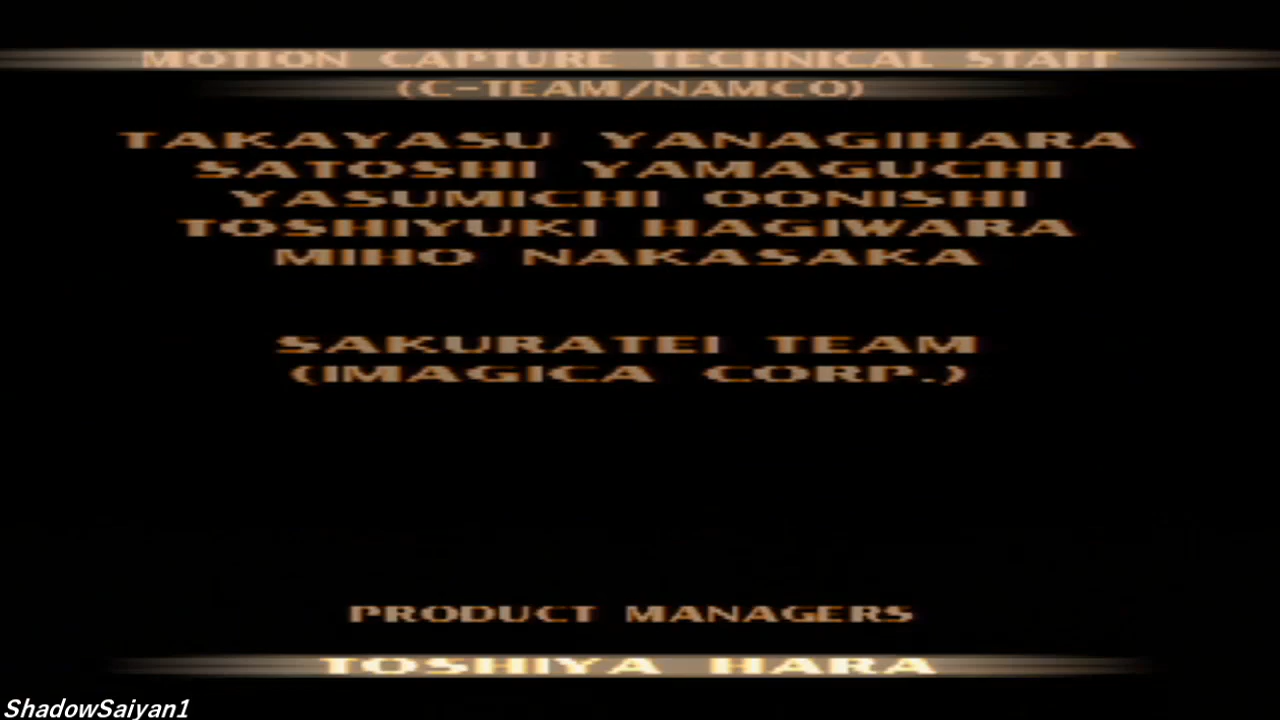 MOTION CAPTURE TECHNICAL STAFF
(C-TEAM/NAMCO)
TAKAYASU YANAGIHARA
SATOSHI YAMAGUCHI
YASUMICHI OONISHI
TOSHIYUKI HAGIWARA
MIHO NAKASAKA
SAKURATEI TEAM
(IMAGICA CORP.)
PRODUCT MANAGERS
TOSHIYA HARA
ShadowSaiyan1